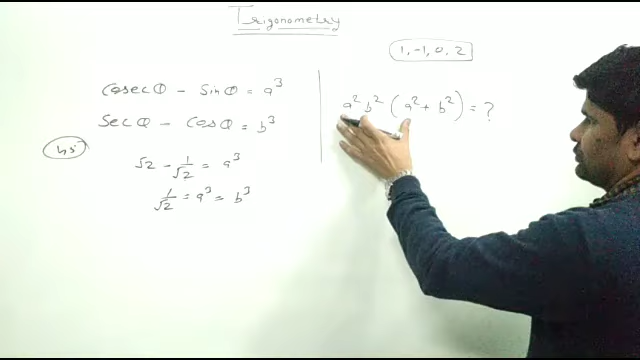 Trigonometry
1, -1, 0, 2
cosec θ - sin θ = a³
sec θ - cos θ = b³
45°
√2 - 1/√2 = a³
1/√2 = a³ = b³
a² b² (a² + b²) = ?